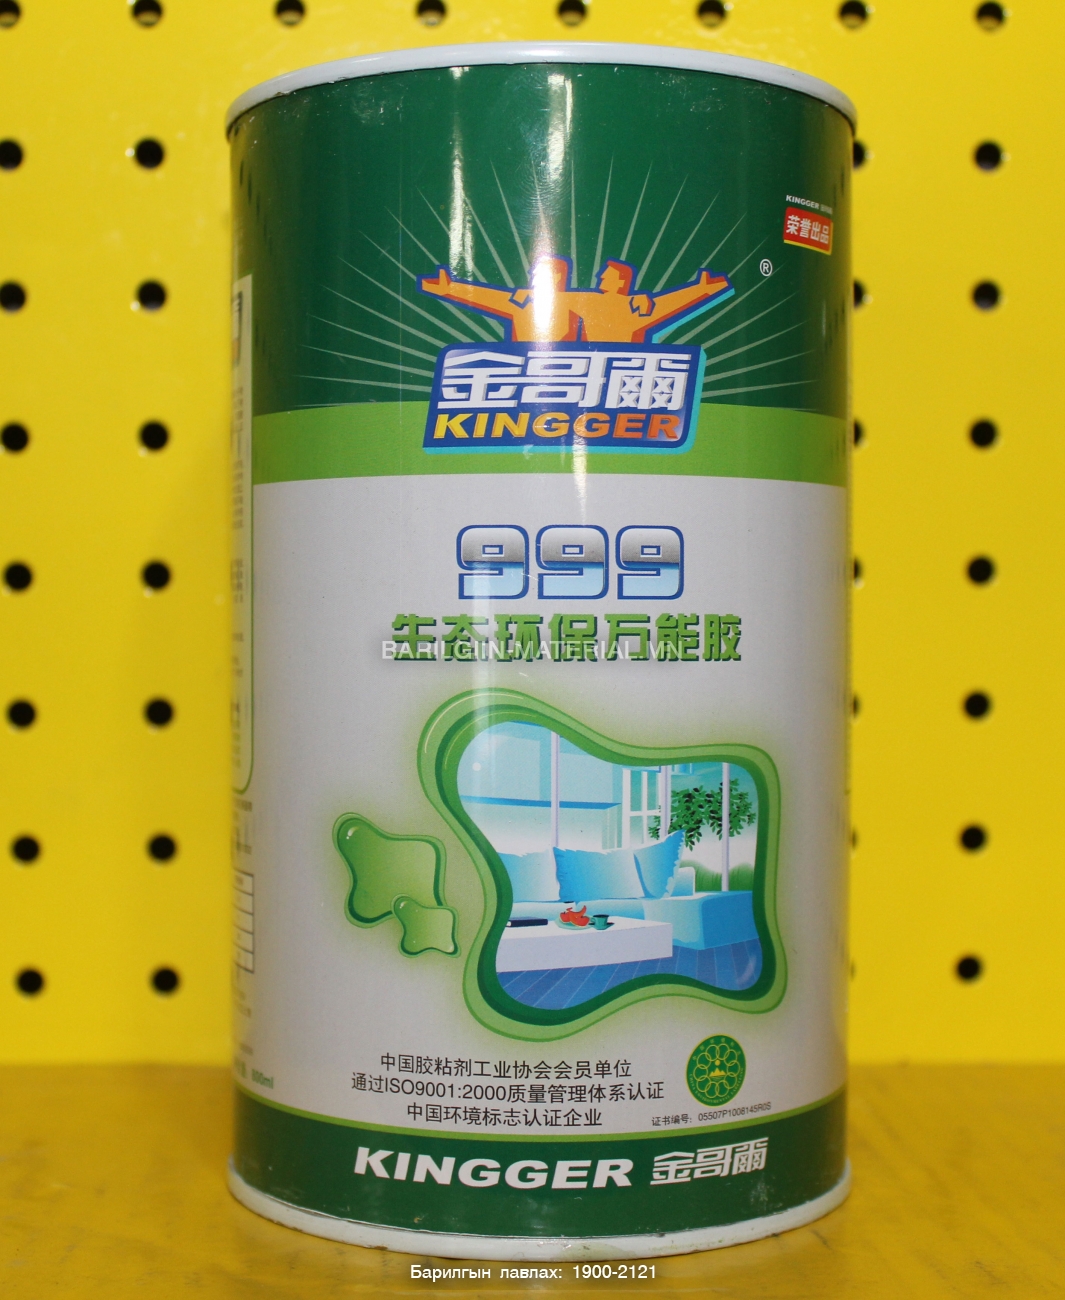 KINGGER
荣誉出品
®
金哥爾
KINGGER
999
生态环保万能胶
BARILGIIN-MATERIAL.MN
中国胶粘剂工业协会会员单位
通过ISO9001:2000质量管理体系认证
中国环境标志认证企业
证书编号: 05507P1008145R0S
800ml
KINGGER 金哥爾
Барилгын лавлах: 1900-2121